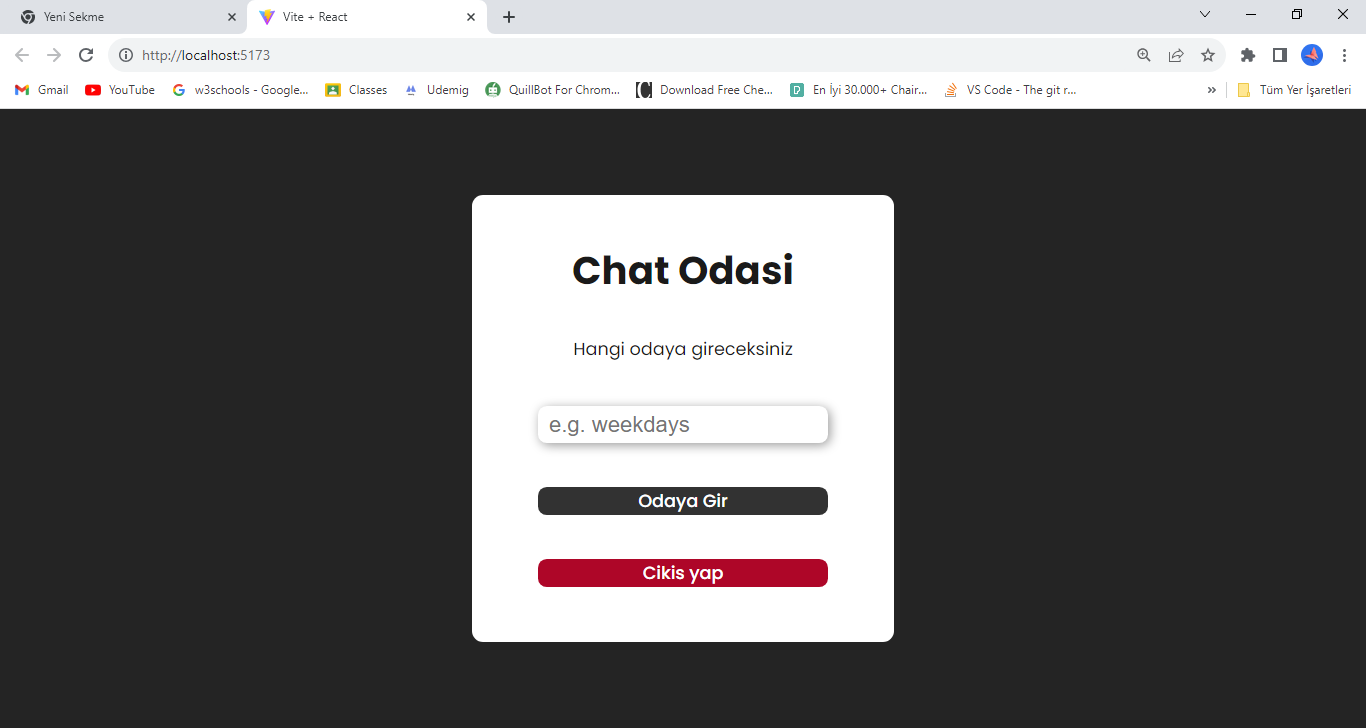 Yeni Sekme
Vite + React
http://localhost:5173
Gmail
YouTube
w3schools - Google...
Classes
Udemig
QuillBot For Chrom...
Download Free Che...
En İyi 30.000+ Chair...
VS Code - The git r...
»
Tüm Yer İşaretleri
Chat Odasi
Hangi odaya gireceksiniz
e.g. weekdays
Odaya Gir
Cikis yap